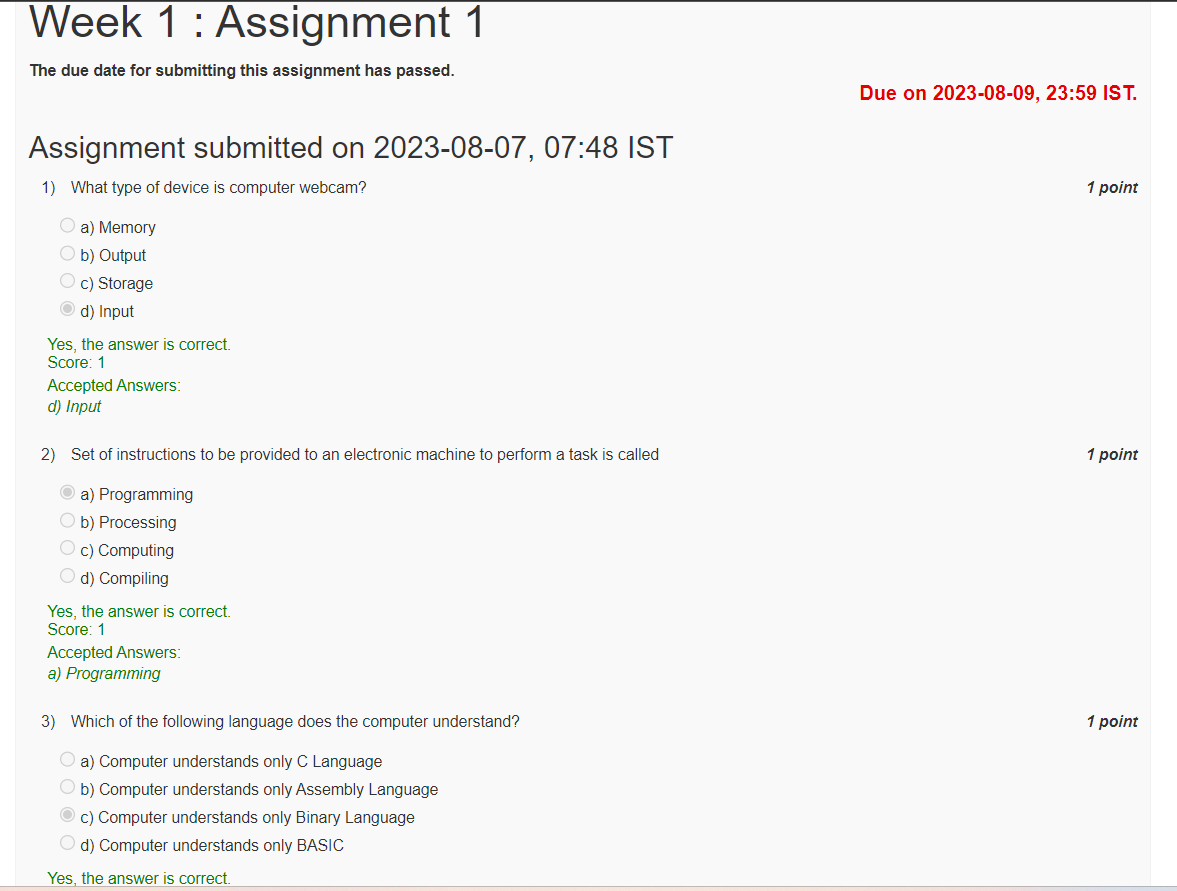 Week 1 : Assignment 1
The due date for submitting this assignment has passed.
Due on 2023-08-09, 23:59 IST.
Assignment submitted on 2023-08-07, 07:48 IST
1) What type of device is computer webcam? 1 point
a) Memory
b) Output
c) Storage
d) Input
Yes, the answer is correct.
Score: 1
Accepted Answers:
d) Input
2) Set of instructions to be provided to an electronic machine to perform a task is called 1 point
a) Programming
b) Processing
c) Computing
d) Compiling
Yes, the answer is correct.
Score: 1
Accepted Answers:
a) Programming
3) Which of the following language does the computer understand? 1 point
a) Computer understands only C Language
b) Computer understands only Assembly Language
c) Computer understands only Binary Language
d) Computer understands only BASIC
Yes, the answer is correct.